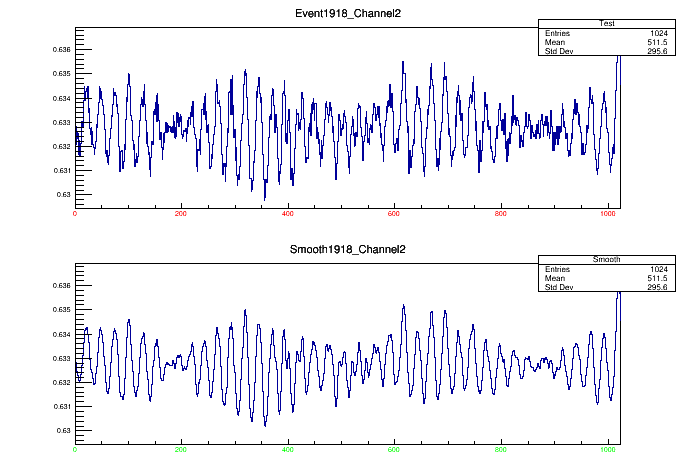 Event1918_Channel2
Test
Entries 1024
Mean 511.5
Std Dev 295.6
0.636
0.635
0.634
0.633
0.632
0.631
0.63
0 200 400 600 800 1000
Smooth1918_Channel2
Smooth
Entries 1024
Mean 511.5
Std Dev 295.6
0.636
0.635
0.634
0.633
0.632
0.631
0.63
0 200 400 600 800 1000